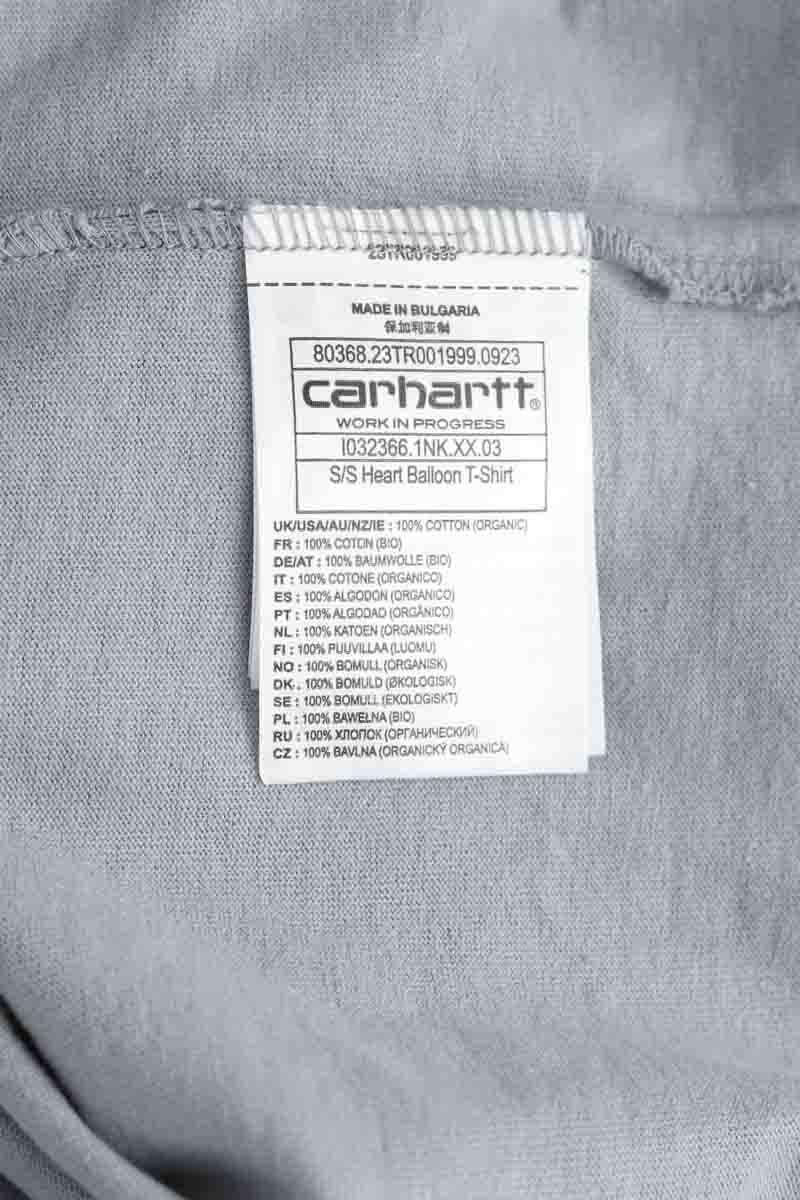 23TR001999
MADE IN BULGARIA
保加利亚制
80368.23TR001999.0923
carhartt®
WORK IN PROGRESS
I032366.1NK.XX.03
S/S Heart Balloon T-Shirt
UK/USA/AU/NZ/IE : 100% COTTON (ORGANIC)
FR : 100% COTON (BIO)
DE/AT : 100% BAUMWOLLE (BIO)
IT : 100% COTONE (ORGANICO)
ES : 100% ALGODON (ORGANICO)
PT : 100% ALGODAO (ORGÂNICO)
NL : 100% KATOEN (ORGANISCH)
FI : 100% PUUVILLAA (LUOMU)
NO : 100% BOMULL (ORGANISK)
DK. : 100% BOMULD (ØKOLOGISK)
SE : 100% BOMULL (EKOLOGISKT)
PL : 100% BAWEŁNA (BIO)
RU : 100% ХЛОПОК (ОРГАНИЧЕСКИЙ)
CZ : 100% BAVLNA (ORGANICKÝ ORGANICÁ)